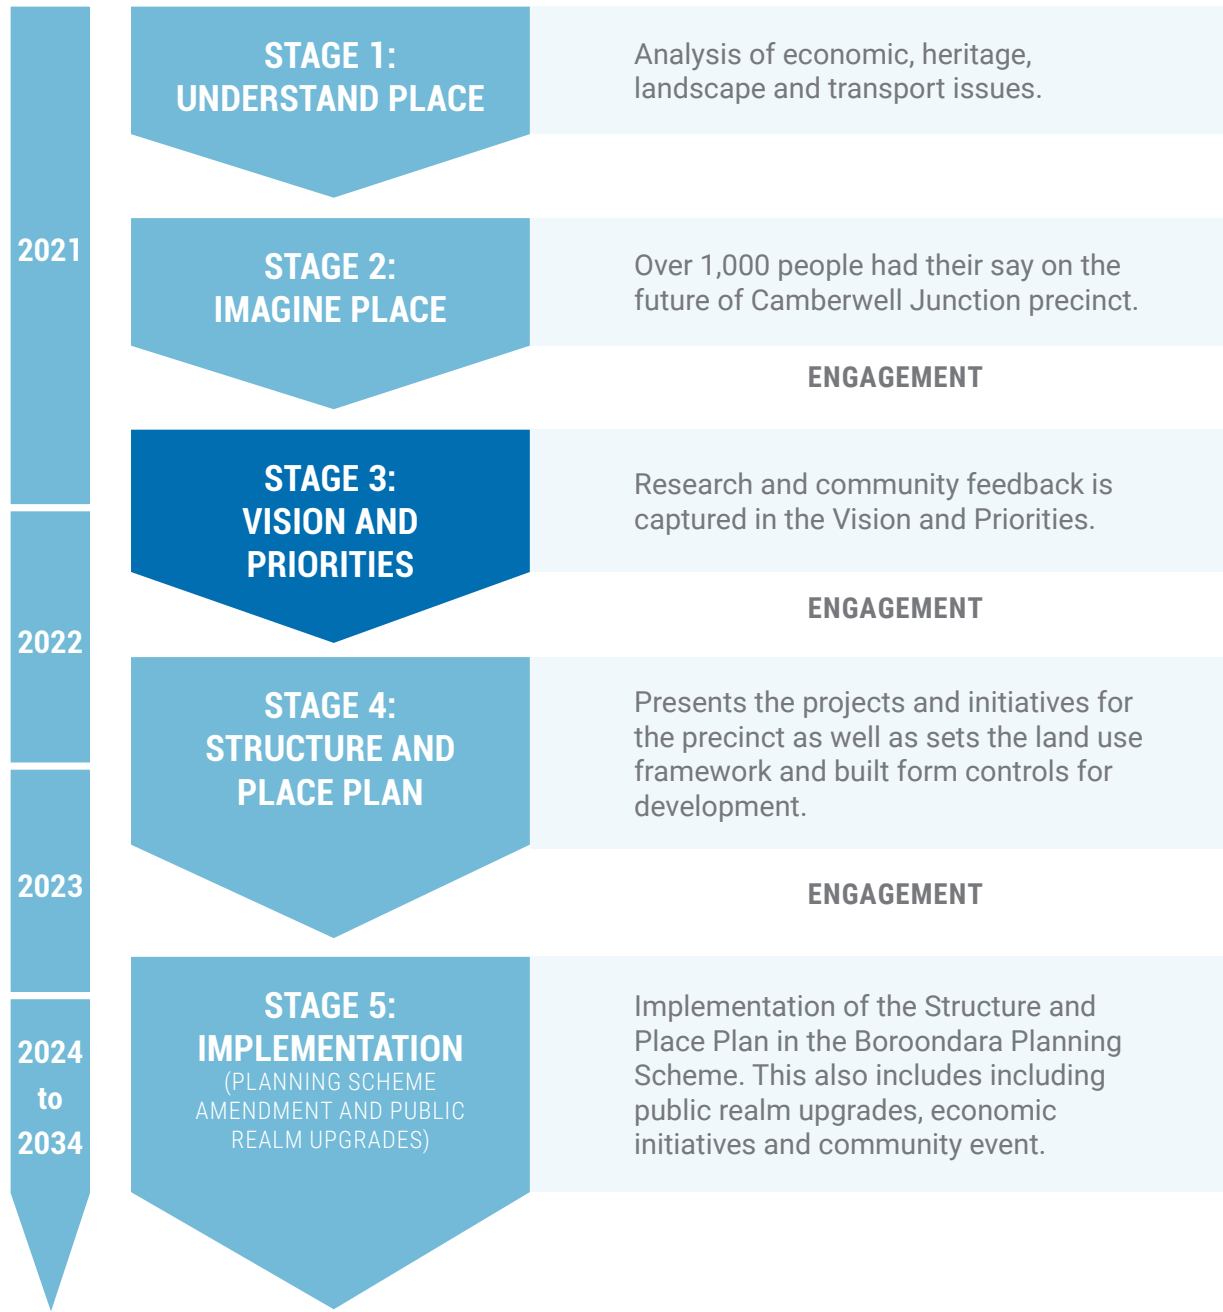 2021
STAGE 1:
UNDERSTAND PLACE
Analysis of economic, heritage,
landscape and transport issues.
STAGE 2:
IMAGINE PLACE
Over 1,000 people had their say on the
future of Camberwell Junction precinct.
ENGAGEMENT
STAGE 3:
VISION AND
PRIORITIES
Research and community feedback is
captured in the Vision and Priorities.
ENGAGEMENT
2022
STAGE 4:
STRUCTURE AND
PLACE PLAN
Presents the projects and initiatives for
the precinct as well as sets the land use
framework and built form controls for
development.
2023
ENGAGEMENT
2024
to
2034
STAGE 5:
IMPLEMENTATION
(PLANNING SCHEME
AMENDMENT AND PUBLIC
REALM UPGRADES)
Implementation of the Structure and
Place Plan in the Boroondara Planning
Scheme. This also includes including
public realm upgrades, economic
initiatives and community event.